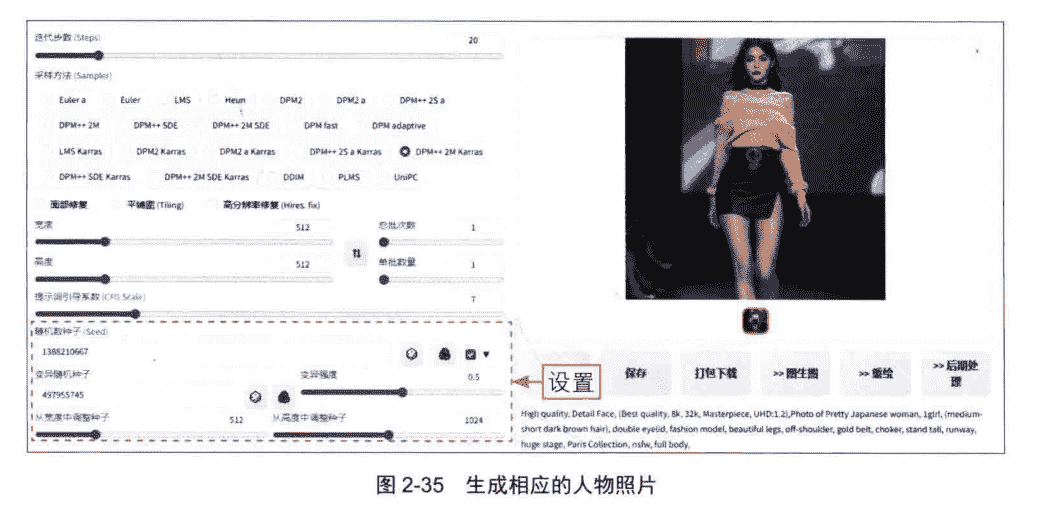 迭代步数 (Steps)
20
采样方法 (Sampler)
Euler a Euler LMS Heun DPM2 DPM2 a DPM++ 2S a
DPM++ 2M DPM++ SDE DPM++ 2M SDE DPM fast DPM adaptive
LMS Karras DPM2 Karras DPM2 a Karras DPM++ 2S a Karras DPM++ 2M Karras
DPM++ SDE Karras DPM++ 2M SDE Karras DDIM PLMS UniPC
面部修复 平铺图 (Tiling) 高分辨率修复 (Hires. fix)
宽度 512 总批次数 1
高度 512 单批数量 1
提示词引导系数 (CFG Scale) 7
随机数种子 (Seed)
1388210667
变异随机种子 变异强度 0.5
497955745
从宽度中调整种子 512 从高度中调整种子 1024
设置
保存 打包下载 >> 图生图 >> 重绘 >> 后期处
理
High quality, Detail Face, (Best quality, 8k, 32k, Masterpiece, UHD:1.2),Photo of Pretty Japanese woman, 1girl, (medium-
short dark brown hair), double eyelid, fashion model, beautiful legs, off-shoulder, gold belt, choker, stand tall, runway,
huge stage, Paris Collection, nsfw, full body,
图 2-35 生成相应的人物照片